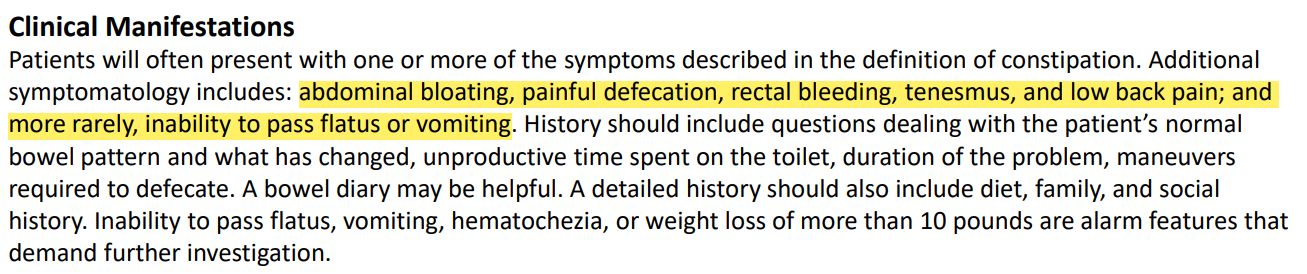 Clinical Manifestations
Patients will often present with one or more of the symptoms described in the definition of constipation. Additional
symptomatology includes: abdominal bloating, painful defecation, rectal bleeding, tenesmus, and low back pain; and
more rarely, inability to pass flatus or vomiting. History should include questions dealing with the patient’s normal
bowel pattern and what has changed, unproductive time spent on the toilet, duration of the problem, maneuvers
required to defecate. A bowel diary may be helpful. A detailed history should also include diet, family, and social
history. Inability to pass flatus, vomiting, hematochezia, or weight loss of more than 10 pounds are alarm features that
demand further investigation.